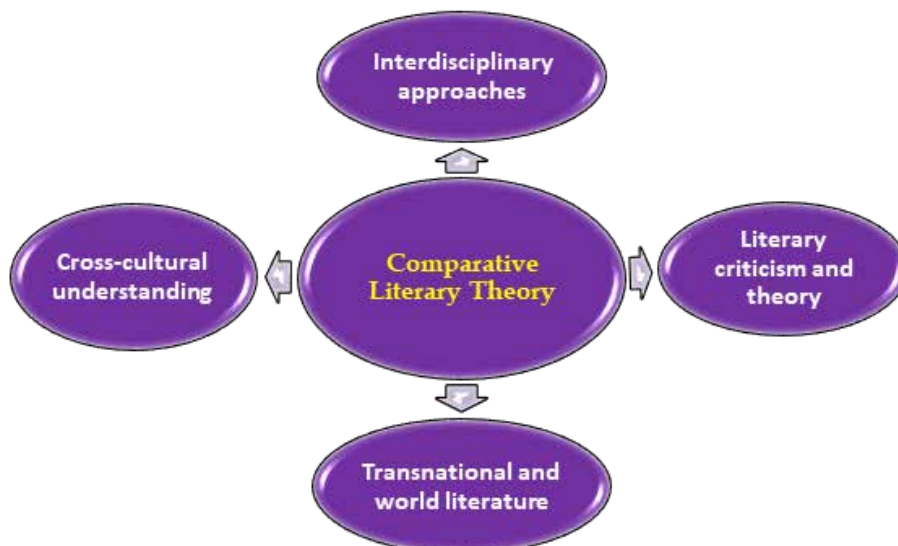 Interdisciplinary
approaches
Cross-cultural
understanding
Comparative
Literary Theory
Literary
criticism and
theory
Transnational and
world literature